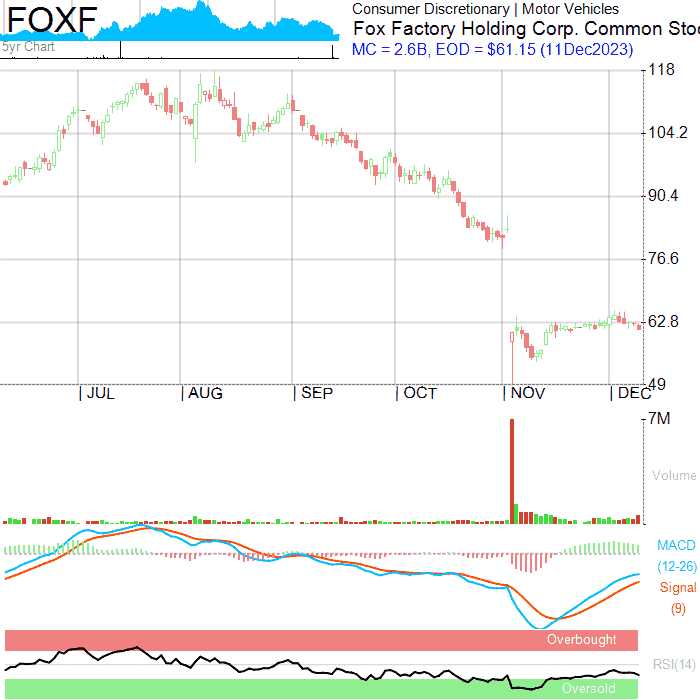 FOXF
5yr Chart
Consumer Discretionary | Motor Vehicles
Fox Factory Holding Corp. Common Stoc
MC = 2.6B, EOD = $61.15 (11Dec2023)
118
104.2
90.4
76.6
62.8
49
|JUL |AUG |SEP |OCT |NOV |DEC
7M
Volume
MACD
(12-26)
Signal
(9)
Overbought
RSI(14)
Oversold